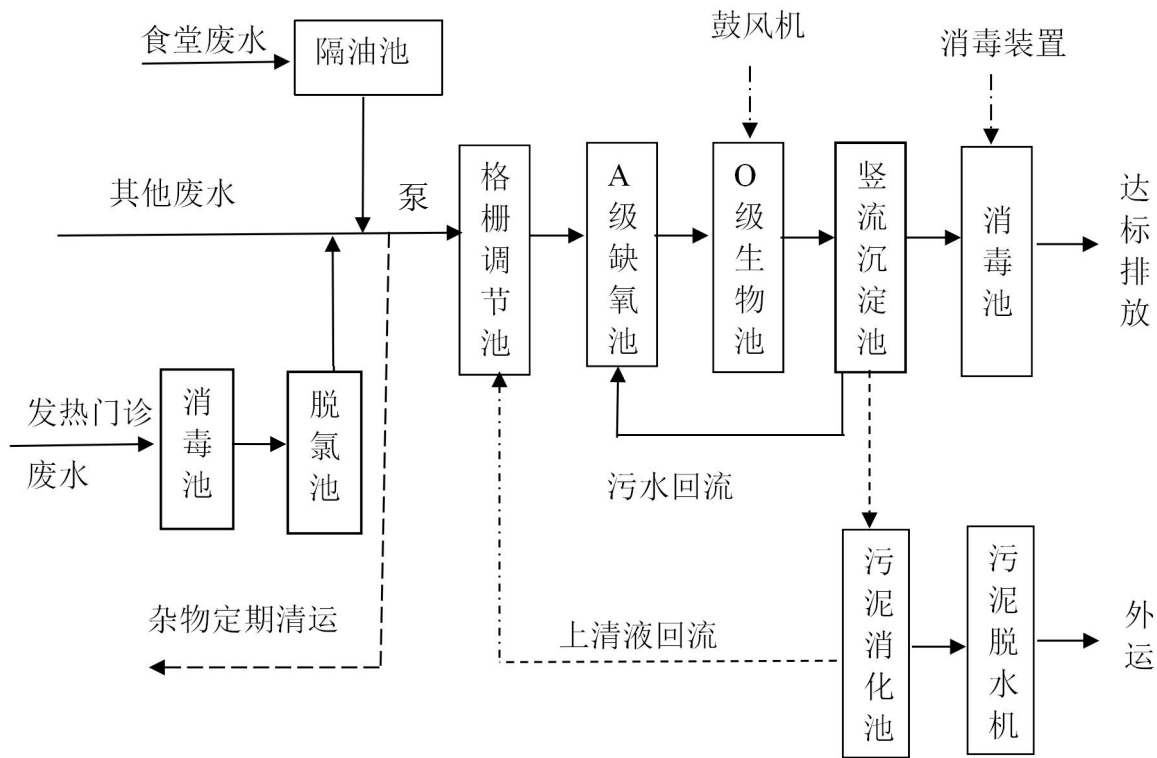 食堂废水
隔油池
鼓风机
消毒装置
其他废水
泵
格栅调节池
A级缺氧池
O级生物池
竖流沉淀池
消毒池
达标排放
发热门诊
废水
消毒池
脱氯池
污水回流
杂物定期清运
上清液回流
污泥消化池
污泥脱水机
外运